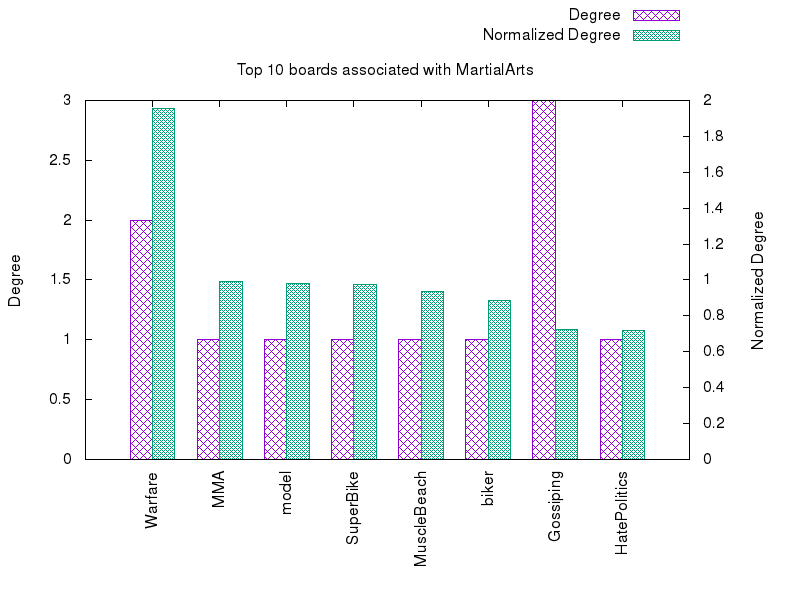 Degree
Normalized Degree
Top 10 boards associated with MartialArts
3
2.5
2
1.5
1
0.5
0
2
1.8
1.6
1.4
1.2
1
0.8
0.6
0.4
0.2
0
Degree
Normalized Degree
Warfare
MMA
model
SuperBike
MuscleBeach
biker
Gossiping
HatePolitics